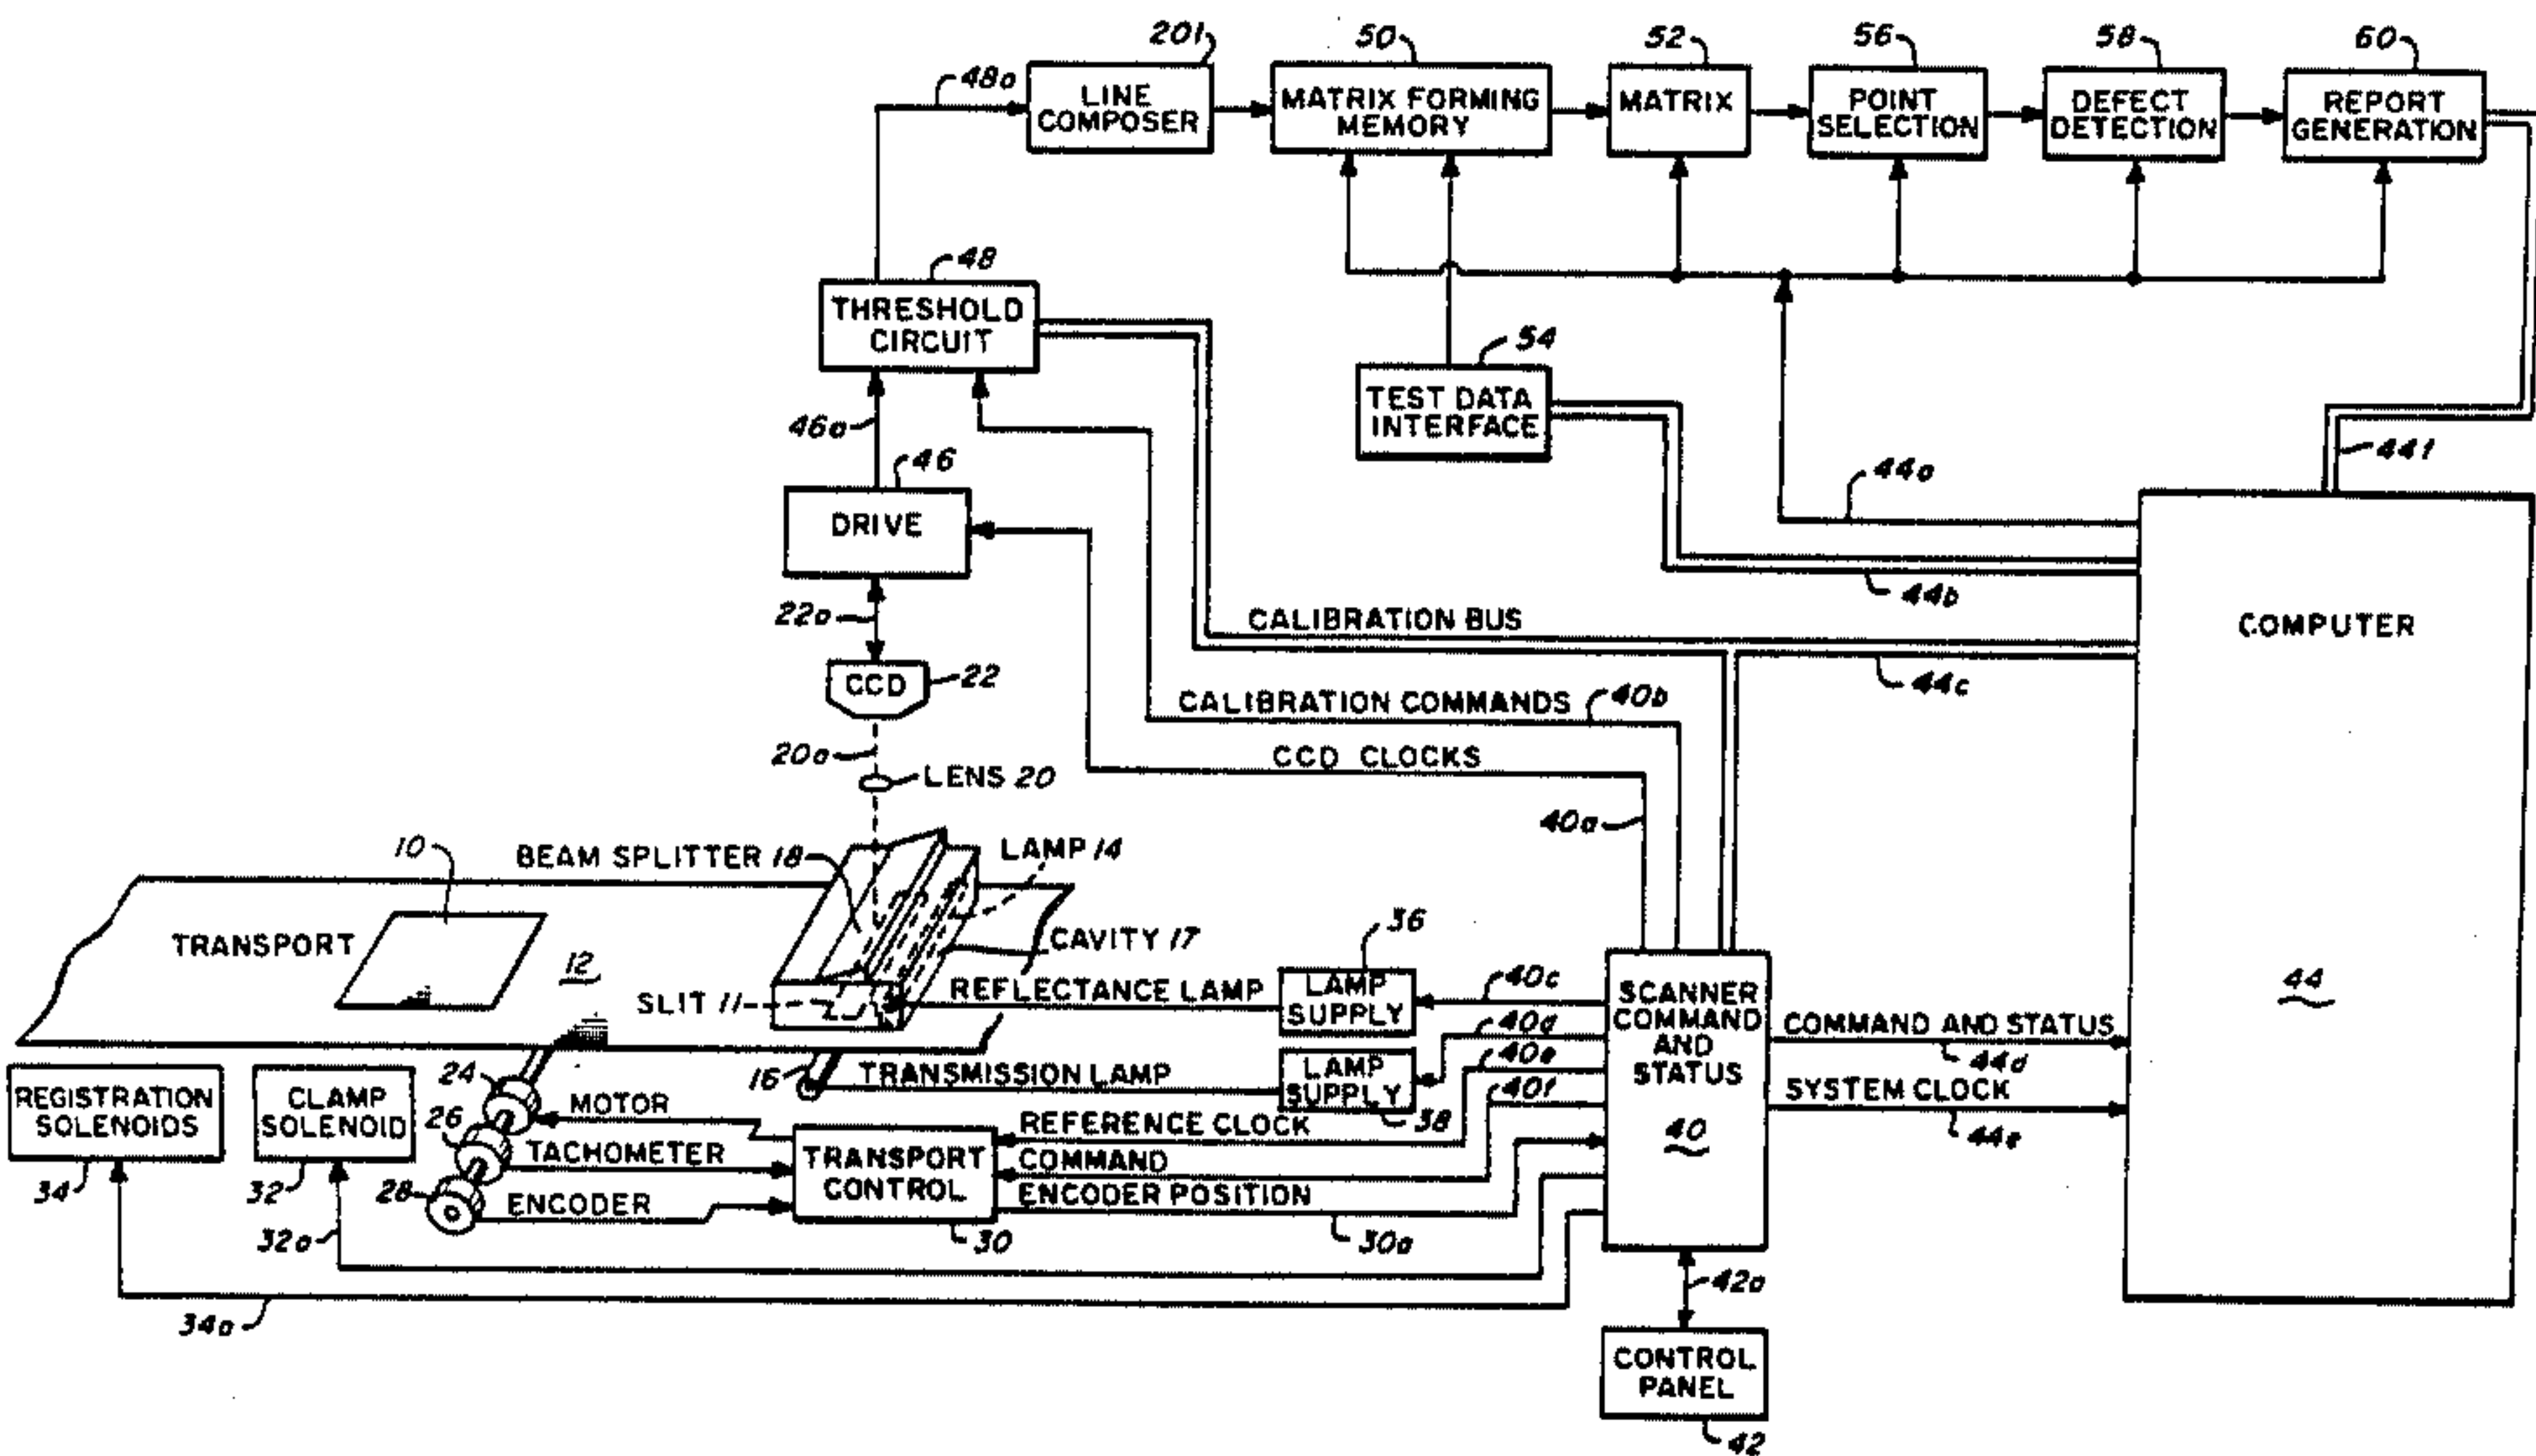 201
50
52
56
58
60
48a
LINE
COMPOSER
MATRIX FORMING
MEMORY
MATRIX
POINT
SELECTION
DEFECT
DETECTION
REPORT
GENERATION
48
THRESHOLD
CIRCUIT
54
TEST DATA
INTERFACE
46a
46
44a
44f
DRIVE
22a
44b
CALIBRATION BUS
COMPUTER
CCD
22
44c
CALIBRATION COMMANDS
40b
20a
CCD CLOCKS
LENS 20
40a
10
BEAM SPLITTER 18
LAMP 14
TRANSPORT
12
CAVITY 17
36
44
SLIT 11
REFLECTANCE LAMP
LAMP
SUPPLY
40c
SCANNER
COMMAND
AND
STATUS
40
40d
COMMAND AND STATUS
44d
16
TRANSMISSION LAMP
LAMP
SUPPLY
38
40e
40f
SYSTEM CLOCK
44e
REGISTRATION
SOLENOIDS
34
CLAMP
SOLENOID
32
24
26
28
MOTOR
TACHOMETER
ENCODER
TRANSPORT
CONTROL
30
REFERENCE CLOCK
COMMAND
ENCODER POSITION
30a
32a
34a
42a
CONTROL
PANEL
42